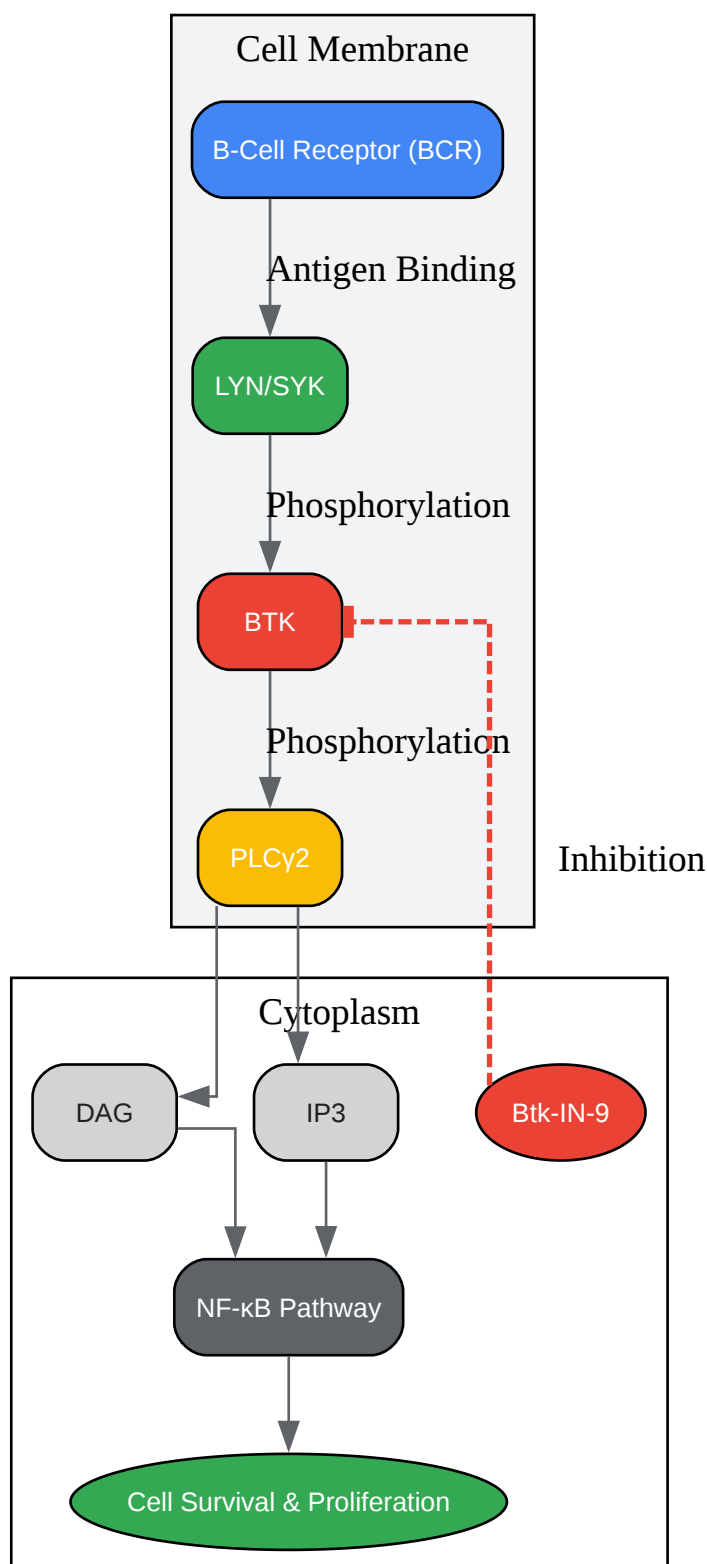 Cell Membrane
B-Cell Receptor (BCR)
Antigen Binding
LYN/SYK
Phosphorylation
BTK
Phosphorylation
PLCγ2
Inhibition
Cytoplasm
DAG
IP3
Btk-IN-9
NF-κB Pathway
Cell Survival & Proliferation